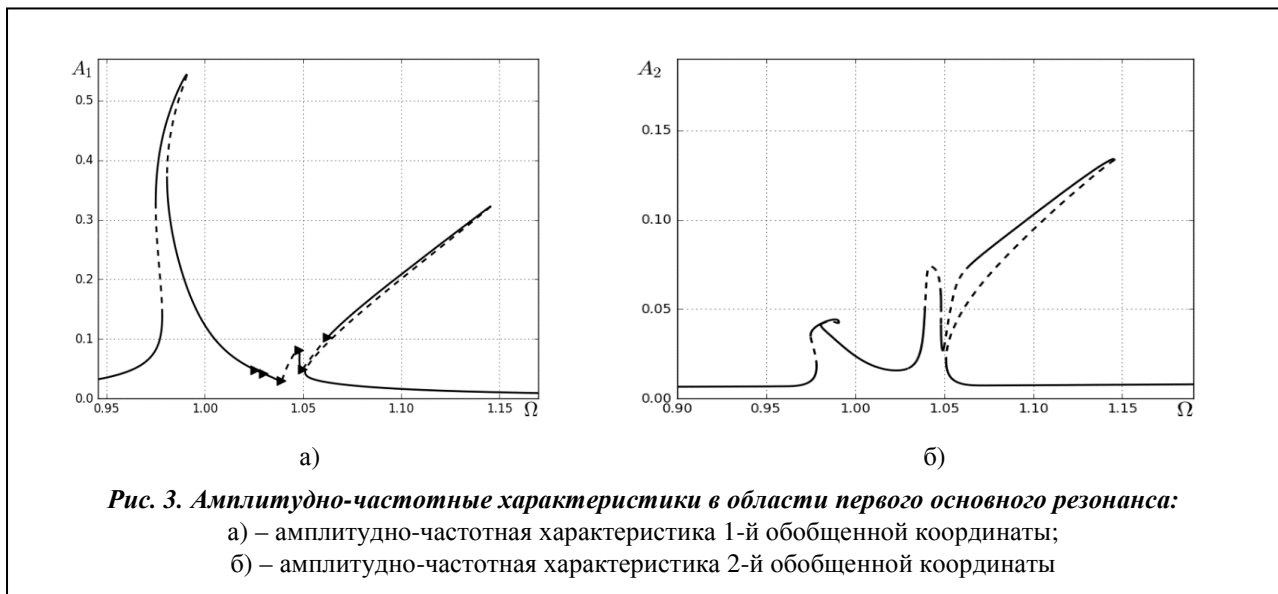 A₁
0.5
0.4
0.3
0.2
0.1
0.0
0.95 1.00 1.05 1.10 1.15 Ω
а)
A₂
0.15
0.10
0.05
0.00
0.90 0.95 1.00 1.05 1.10 1.15 Ω
б)
Рис. 3. Амплитудно-частотные характеристики в области первого основного резонанса:
а) – амплитудно-частотная характеристика 1-й обобщенной координаты;
б) – амплитудно-частотная характеристика 2-й обобщенной координаты